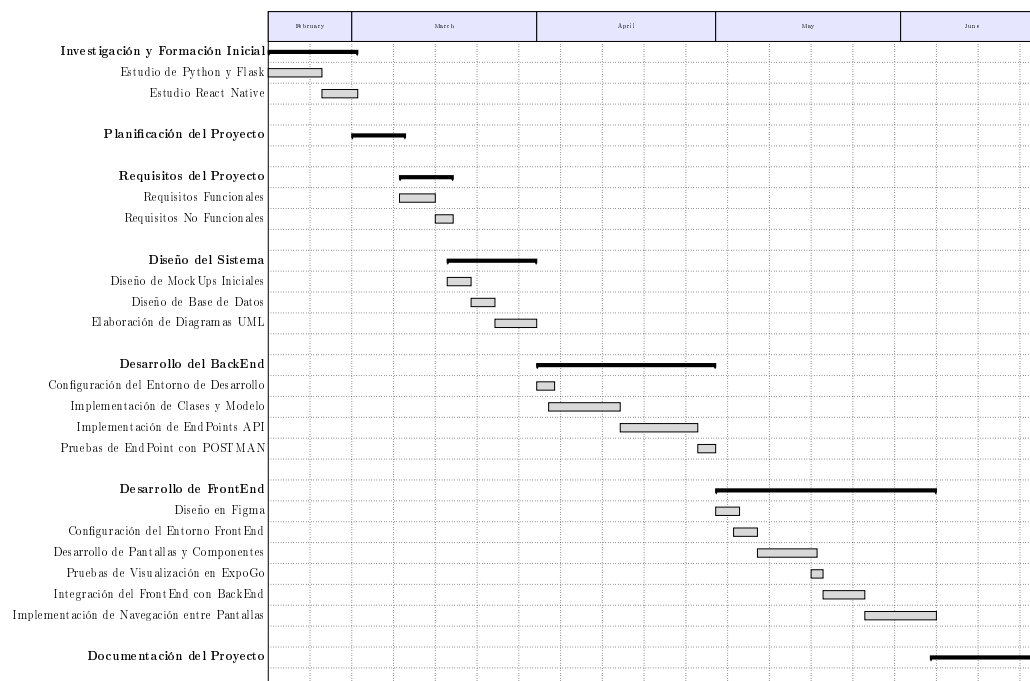 February March April May June
Investigación y Formación Inicial
Estudio de Python y Flask
Estudio React Native
Planificación del Proyecto
Requisitos del Proyecto
Requisitos Funcionales
Requisitos No Funcionales
Diseño del Sistema
Diseño de MockUps Iniciales
Diseño de Base de Datos
Elaboración de Diagramas UML
Desarrollo del BackEnd
Configuración del Entorno de Desarrollo
Implementación de Clases y Modelo
Implementación de EndPoints API
Pruebas de EndPoint con POSTMAN
Desarrollo de FrontEnd
Diseño en Figma
Configuración del Entorno FrontEnd
Desarrollo de Pantallas y Componentes
Pruebas de Visualización en ExpoGo
Integración del FrontEnd con BackEnd
Implementación de Navegación entre Pantallas
Documentación del Proyecto